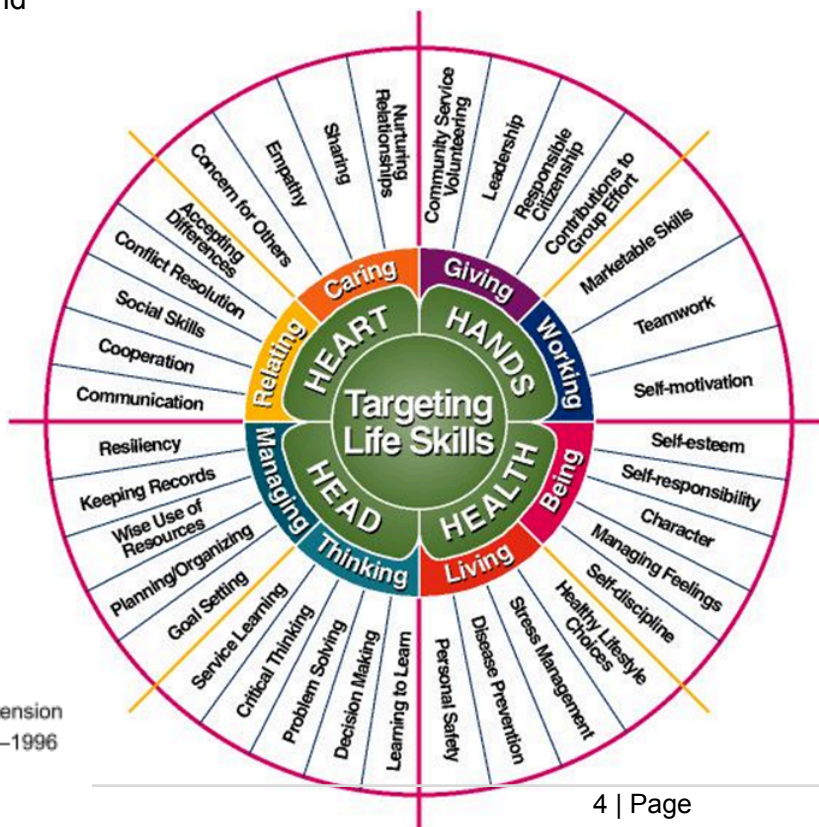 Nurturing
Relationships
Sharing
Empathy
Concern for Others
Accepting
Differences
Conflict Resolution
Social Skills
Cooperation
Communication
Community Service
Volunteering
Leadership
Responsible
Citizenship
Contributions to
Group Effort
Marketable Skills
Teamwork
Self-motivation
Caring
Giving
Relating
HEART
HANDS
Working
Targeting
Life Skills
Managing
HEAD
HEALTH
Being
Thinking
Living
Resiliency
Keeping Records
Wise Use of
Resources
Planning/Organizing
Goal Setting
Service Learning
Critical Thinking
Problem Solving
Decision Making
Learning to Learn
Self-esteem
Self-responsibility
Character
Managing Feelings
Self-discipline
Healthy Lifestyle
Choices
Stress Management
Disease Prevention
Personal Safety
ension
–1996
4 | Page